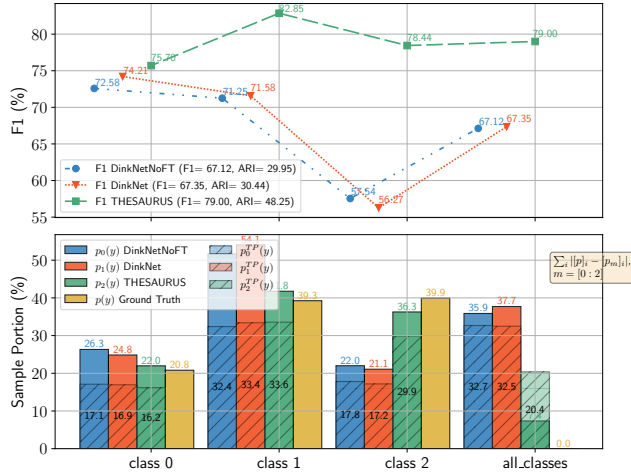 F1 (%)
80
75
70
65
60
55
72.58
74.21
75.70
71.25
71.58
82.85
57.54
56.27
78.44
67.12
67.35
79.00
F1 DinkNetNoFT (F1= 67.12, ARI= 29.95)
F1 DinkNet (F1= 67.35, ARI= 30.44)
F1 THESAURUS (F1= 79.00, ARI= 48.25)
Sample Portion (%)
50
40
30
20
10
0
p₀(y) DinkNetNoFT
p₁(y) DinkNet
p₂(y) THESAURUS
p(y) Ground Truth
p₀ᵀᴾ(y)
p₁ᵀᴾ(y)
p₂ᵀᴾ(y)
∑ᵢ |[p]ᵢ − [pₘ]ᵢ|,
m = [0 : 2]
26.3 24.8 22.0 20.8
17.1 16.9 16.2
54.1 39.3
32.4 33.4 33.6
22.0 21.1 36.3 39.9
17.8 17.2 29.9
35.9 37.7 0.0
32.7 32.5 20.4
class 0 class 1 class 2 all_classes